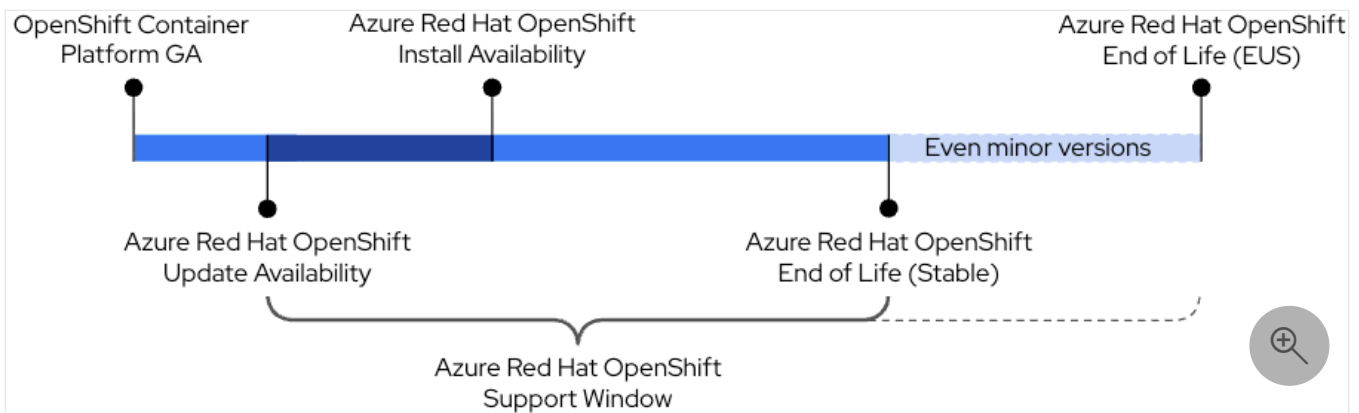 OpenShift Container
Platform GA
Azure Red Hat OpenShift
Install Availability
Azure Red Hat OpenShift
End of Life (EUS)
Even minor versions
Azure Red Hat OpenShift
Update Availability
Azure Red Hat OpenShift
End of Life (Stable)
Azure Red Hat OpenShift
Support Window